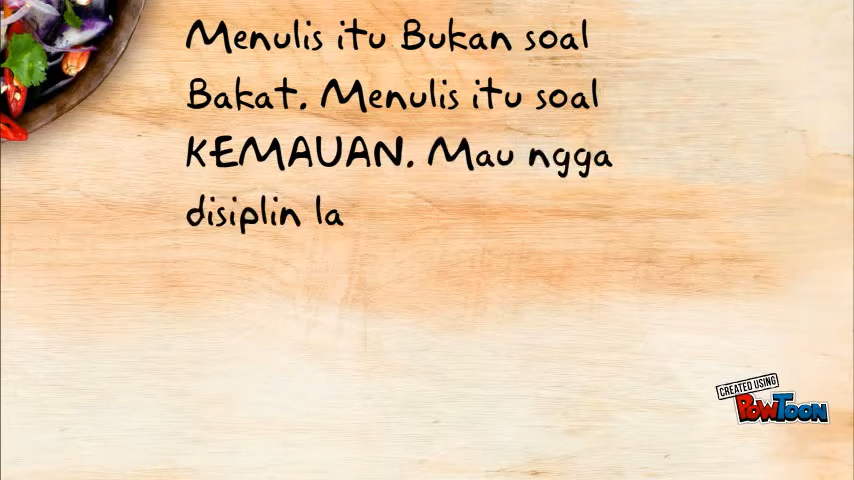 Menulis itu Bukan soal
Bakat. Menulis itu soal
KEMAUAN. Mau ngga
disiplin la
CREATED USING
POWTOON